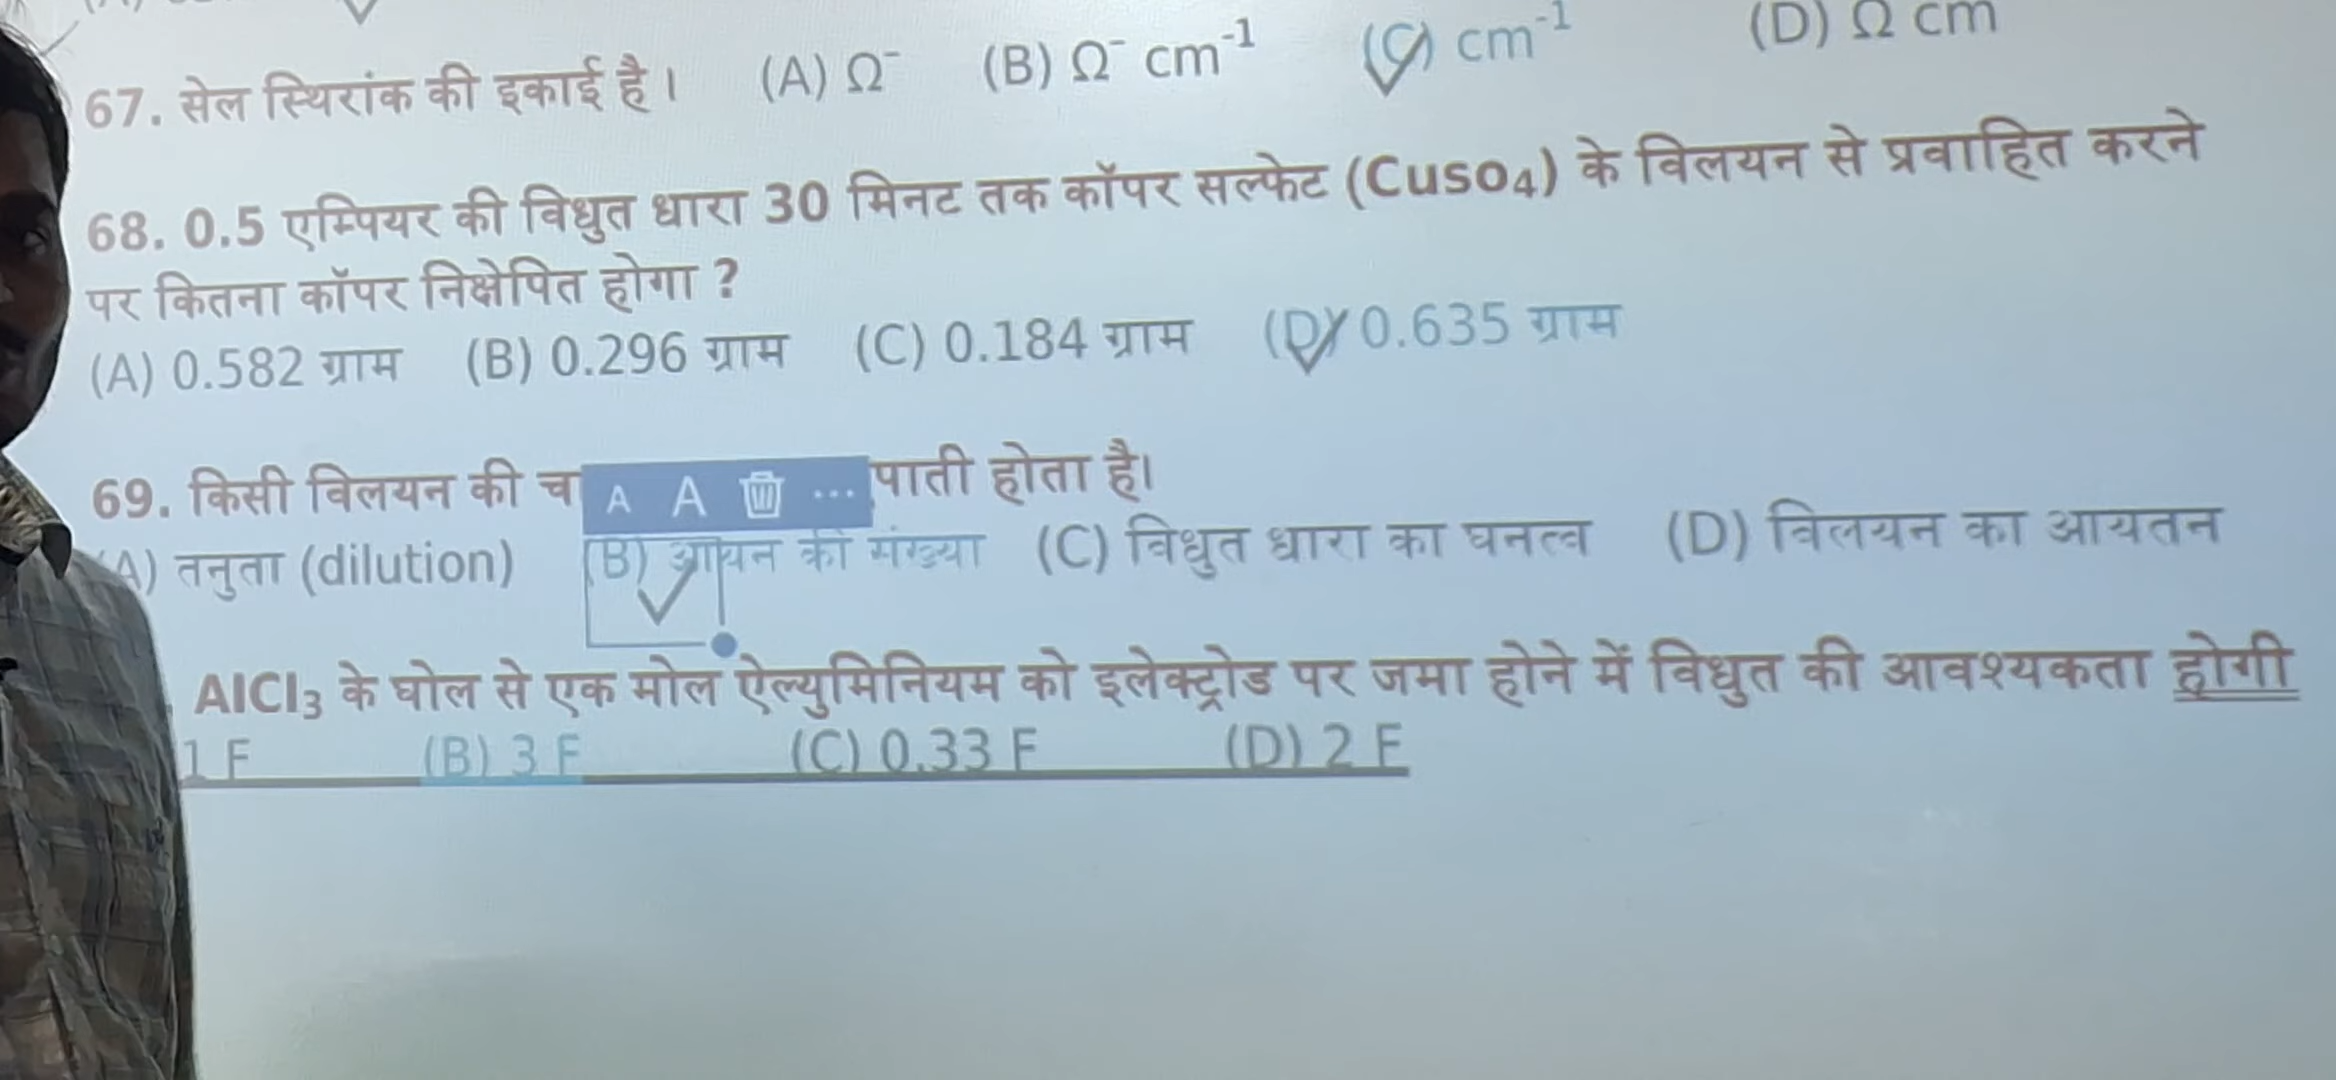 67. सेल स्थिरांक की इकाई है। (A) Ω⁻ (B) Ω⁻ cm⁻¹ (C) cm⁻¹ (D) Ω cm
68. 0.5 एम्पियर की विधुत धारा 30 मिनट तक कॉपर सल्फेट (Cuso₄) के विलयन से प्रवाहित करने
पर कितना कॉपर निक्षेपित होगा ?
(A) 0.582 ग्राम (B) 0.296 ग्राम (C) 0.184 ग्राम (D) 0.635 ग्राम
69. किसी विलयन की च A A ... पाती होता है।
A) तनुता (dilution) (B) आयन की संख्या (C) विधुत धारा का घनत्व (D) विलयन का आयतन
AlCl₃ के घोल से एक मोल ऐल्युमिनियम को इलेक्ट्रोड पर जमा होने में विधुत की आवश्यकता होगी
1 F (B) 3 F (C) 0.33 F (D) 2 F